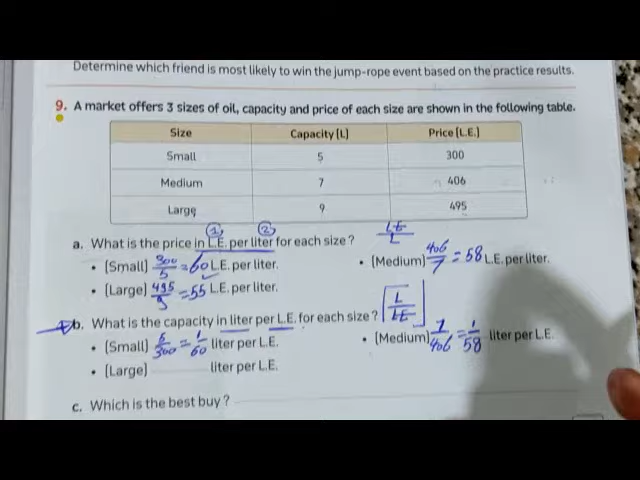 Determine which friend is most likely to win the jump-rope event based on the practice results.
9. A market offers 3 sizes of oil, capacity and price of each size are shown in the following table.
Size Capacity (L) Price (L.E.)
Small 5 300
Medium 7 406
Large 9 495
① ② LE/L
a. What is the price in L.E. per liter for each size ?
• (Small) 300/5 = 60 L.E. per liter. • (Medium) 406/7 = 58 L.E. per liter.
• (Large) 495/9 = 55 L.E. per liter.
b. What is the capacity in liter per L.E. for each size ? L/LE
• (Small) 5/300 = 1/60 liter per L.E. • (Medium) 7/406 = 1/58 liter per L.E.
• (Large) liter per L.E.
c. Which is the best buy ?